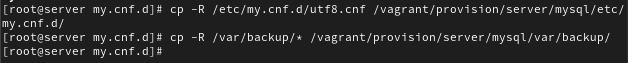 [root@server my.cnf.d]# cp -R /etc/my.cnf.d/utf8.cnf /vagrant/provision/server/mysql/etc/
my.cnf.d/
[root@server my.cnf.d]# cp -R /var/backup/* /vagrant/provision/server/mysql/var/backup/
[root@server my.cnf.d]#